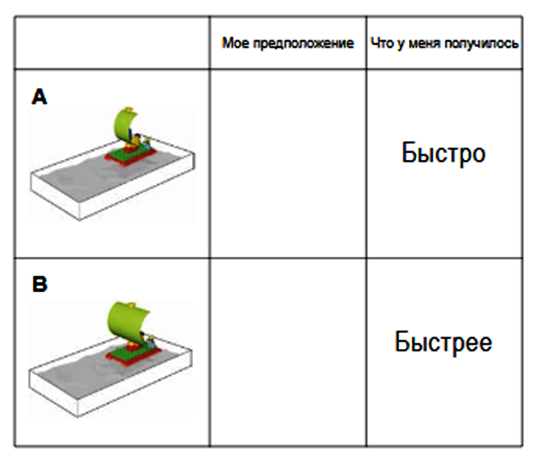 Мое предположение
Что у меня получилось
A
Быстро
B
Быстрее